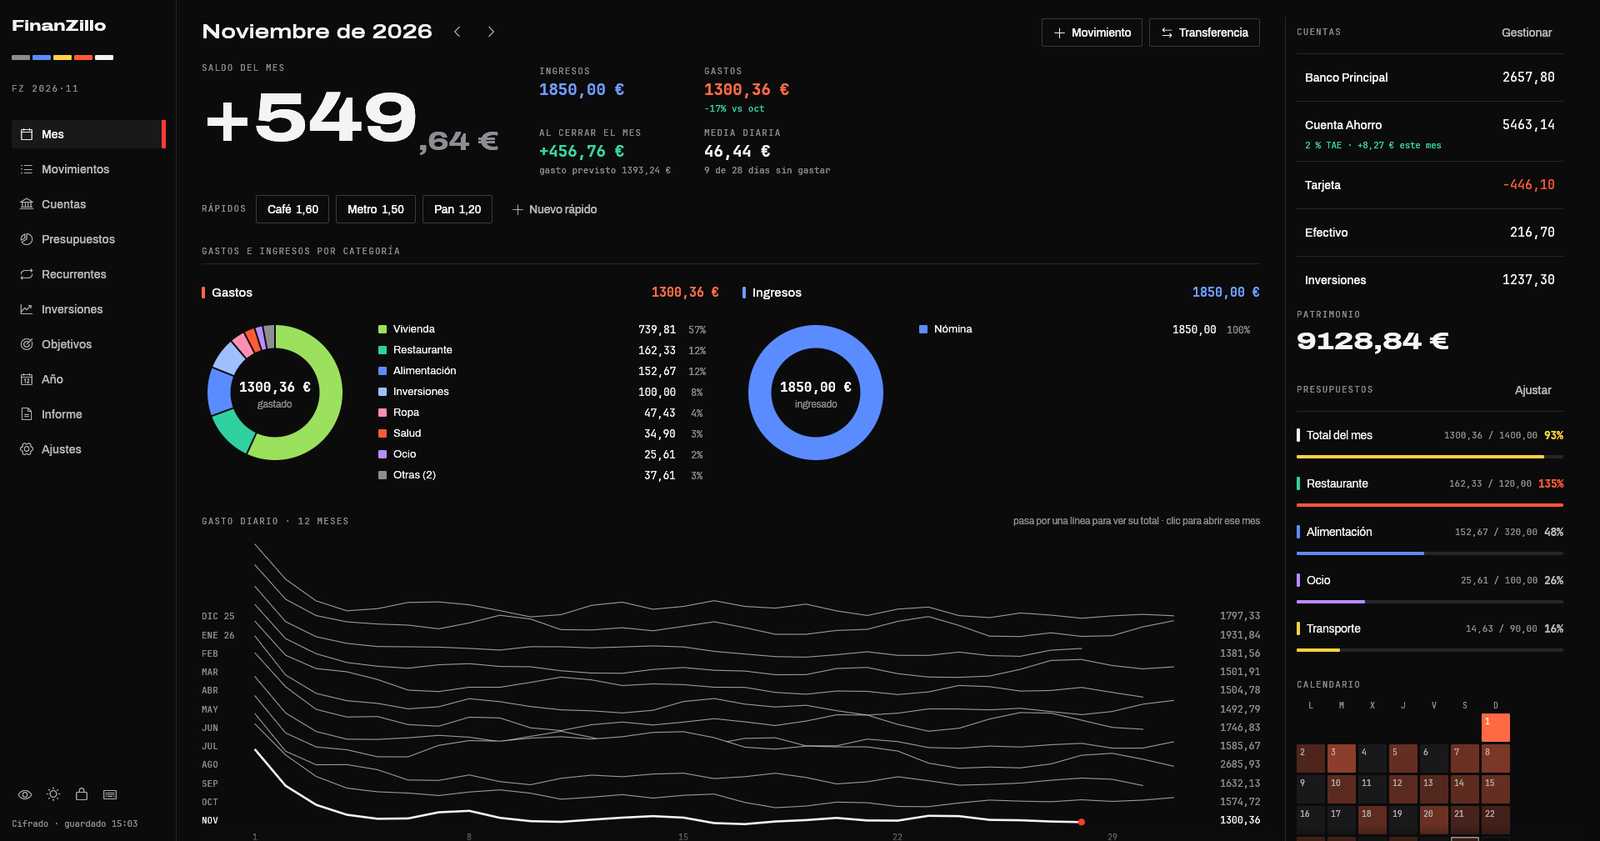 FinanZillo
FZ 2026·11
Mes
Movimientos
Cuentas
Presupuestos
Recurrentes
Inversiones
Objetivos
Año
Informe
Ajustes
Cifrado · guardado 15:03
Noviembre de 2026
Movimiento
Transferencia
SALDO DEL MES
+549,64 €
INGRESOS
1850,00 €
GASTOS
1300,36 €
-17% vs oct
AL CERRAR EL MES
+456,76 €
gasto previsto 1393,24 €
MEDIA DIARIA
46,44 €
9 de 28 días sin gastar
RÁPIDOS
Café 1,60
Metro 1,50
Pan 1,20
Nuevo rápido
GASTOS E INGRESOS POR CATEGORÍA
Gastos 1300,36 €
1300,36 €
gastado
Vivienda 739,81 57%
Restaurante 162,33 12%
Alimentación 152,67 12%
Inversiones 100,00 8%
Ropa 47,43 4%
Salud 34,90 3%
Ocio 25,61 2%
Otras (2) 37,61 3%
Ingresos 1850,00 €
1850,00 €
ingresado
Nómina 1850,00 100%
GASTO DIARIO · 12 MESES
pasa por una línea para ver su total · clic para abrir ese mes
DIC 25 1797,33
ENE 26 1931,84
FEB 1381,56
MAR 1501,91
ABR 1504,78
MAY 1492,79
JUN 1746,83
JUL 1585,67
AGO 2685,93
SEP 1632,13
OCT 1574,72
NOV 1300,36
1 8 15 22 29
CUENTAS
Gestionar
Banco Principal 2657,80
Cuenta Ahorro 5463,14
2 % TAE · +8,27 € este mes
Tarjeta -446,10
Efectivo 216,70
Inversiones 1237,30
PATRIMONIO
9128,84 €
PRESUPUESTOS
Ajustar
Total del mes 1300,36 / 1400,00 93%
Restaurante 162,33 / 120,00 135%
Alimentación 152,67 / 320,00 48%
Ocio 25,61 / 100,00 26%
Transporte 14,63 / 90,00 16%
CALENDARIO
L M X J V S D
1
2 3 4 5 6 7 8
9 10 11 12 13 14 15
16 17 18 19 20 21 22